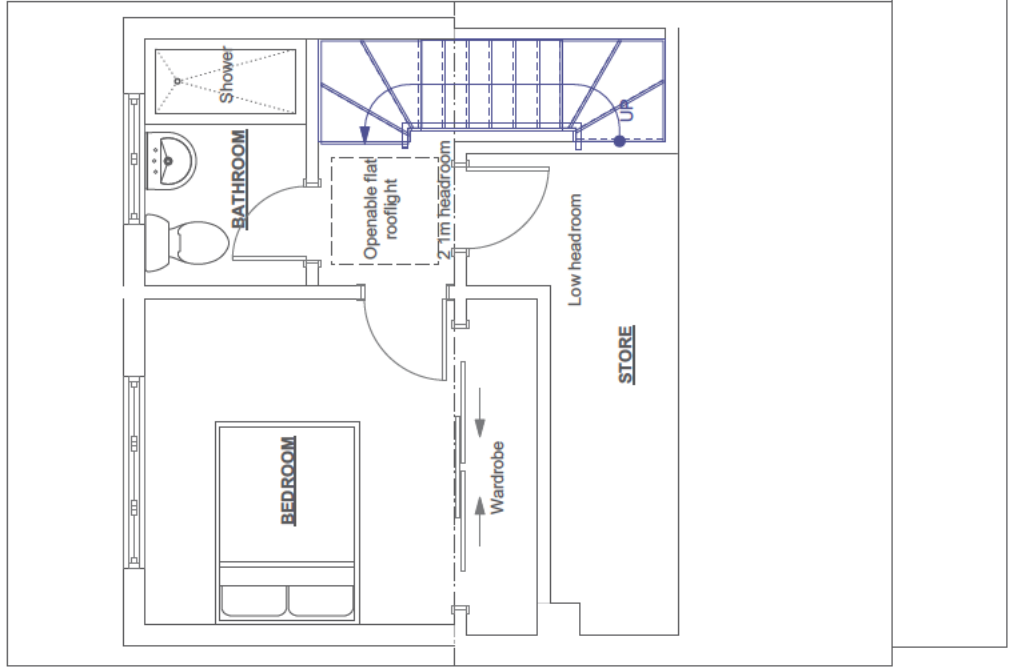 Shower
BATHROOM
UP
Openable flat
rooflight
2.1m headroom
Low headroom
STORE
BEDROOM
Wardrobe